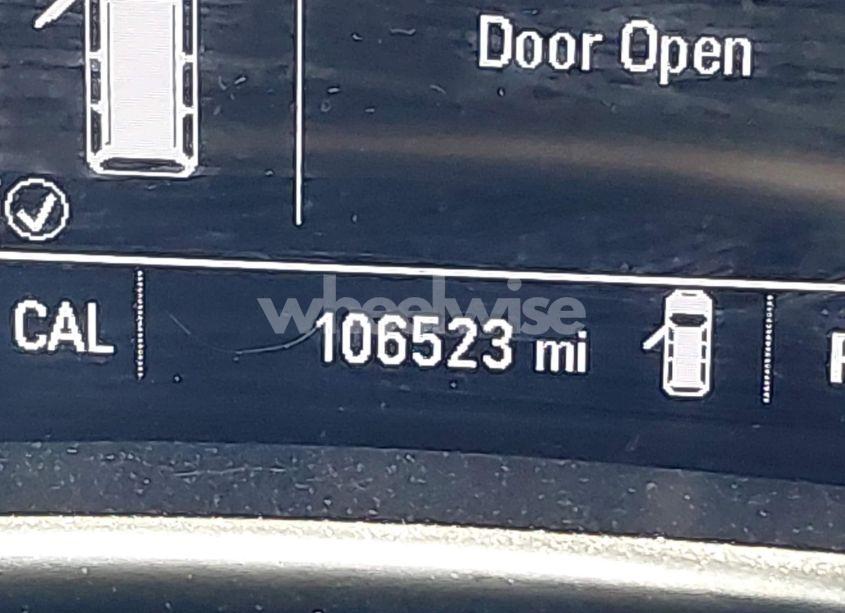 Door Open
CAL
wheelwise
106523 mi